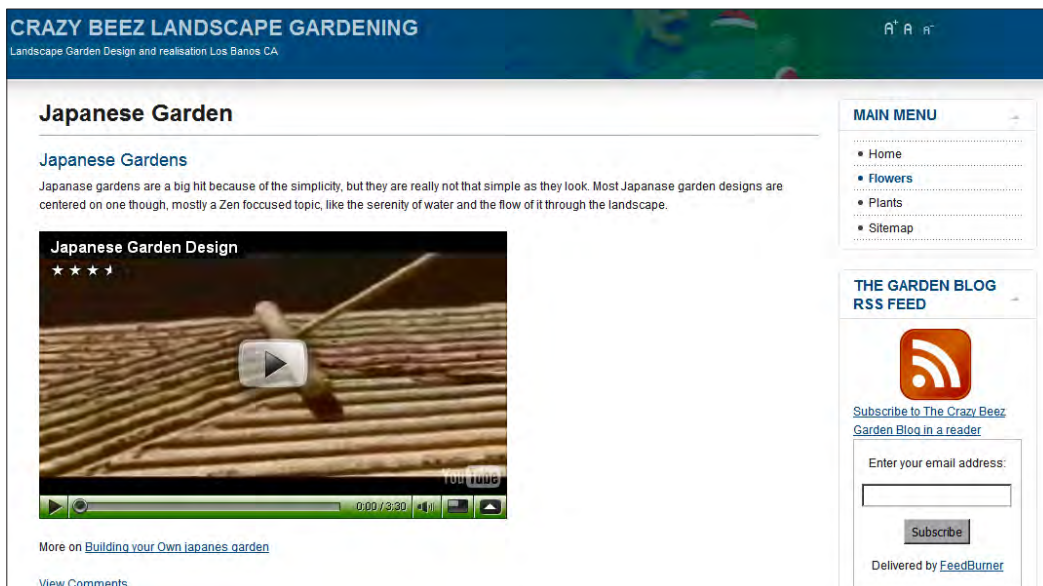 CRAZY BEEZ LANDSCAPE GARDENING
Landscape Garden Design and realisation Los Banos CA
A+ A A-
Japanese Garden
Japanese Gardens
Japanase gardens are a big hit because of the simplicity, but they are really not that simple as they look. Most Japanase garden designs are
centered on one though, mostly a Zen foccused topic, like the serenity of water and the flow of it through the landscape.
Japanese Garden Design
YouTube
0:00 / 3:30
More on Building your Own japanes garden
View Comments
MAIN MENU
Home
Flowers
Plants
Sitemap
THE GARDEN BLOG
RSS FEED
Subscribe to The Crazy Beez
Garden Blog in a reader
Enter your email address:
Subscribe
Delivered by FeedBurner